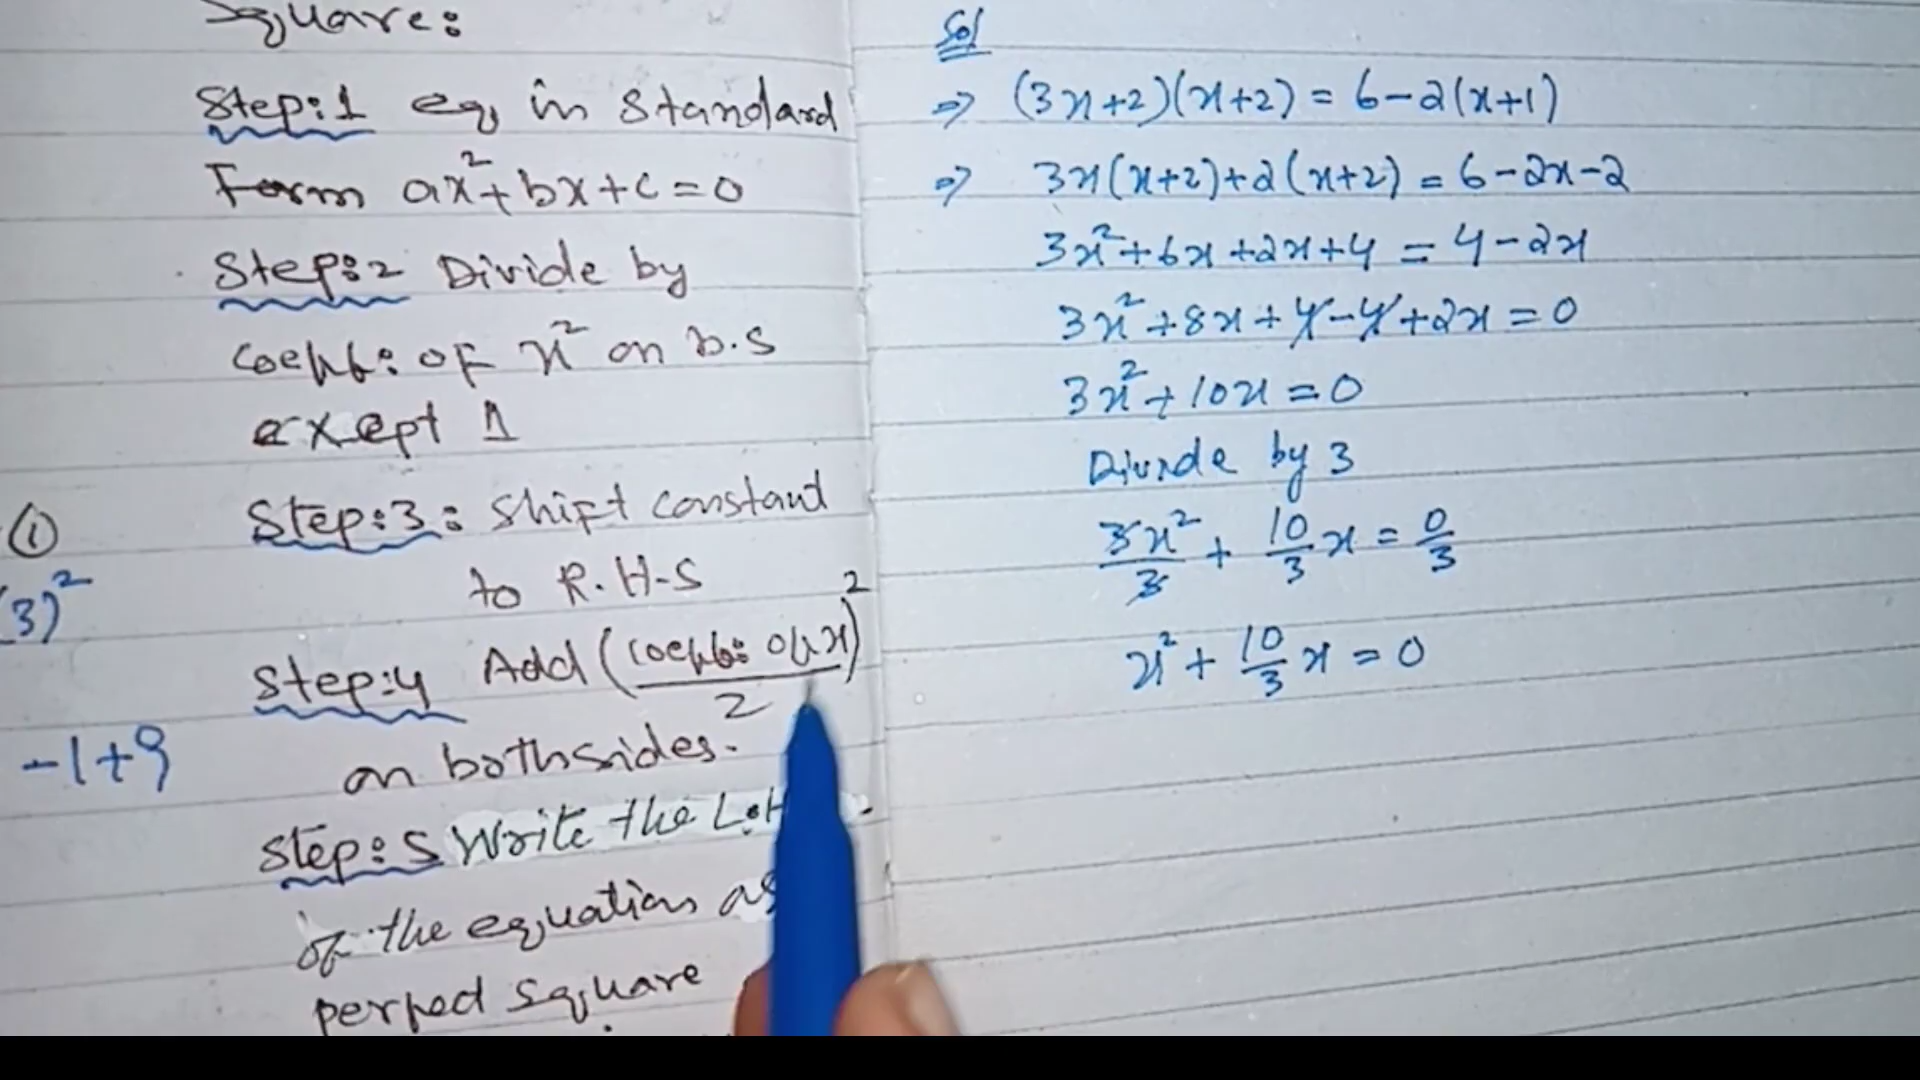 Square:
Step:1 eq in standard
Form ax²+bx+c=0
Step:2 Divide by
coeff: of x² on b.s
except 1
Step:3: Shift constant
to R.H.S
Step:4 Add (coeff: of x/2)²
on bothsides.
Step:5 Write the L.H
of the equation as
perfect square
①
3)²
-1+9
Sol
⇒ (3x+2)(x+2)=6-2(x+1)
⇒ 3x(x+2)+2(x+2)=6-2x-2
3x²+6x+2x+4=4-2x
3x²+8x+4-4+2x=0
3x²+10x=0
Divide by 3
3x²/3 + 10/3 x = 0/3
x² + 10/3 x = 0